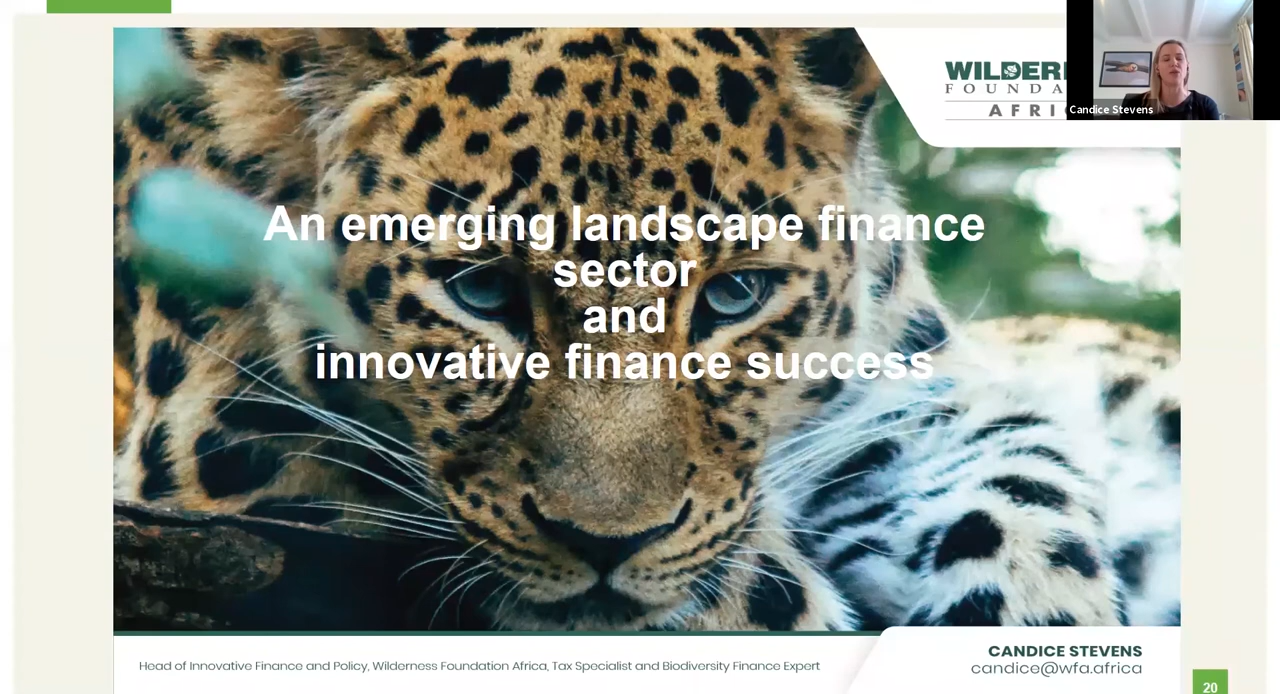 FOUNDA
AFRI
Candice Stevens
An emerging landscape finance
sector
and
innovative finance success
Head of Innovative Finance and Policy, Wilderness Foundation Africa, Tax Specialist and Biodiversity Finance Expert
CANDICE STEVENS
candice@wfa.africa
20